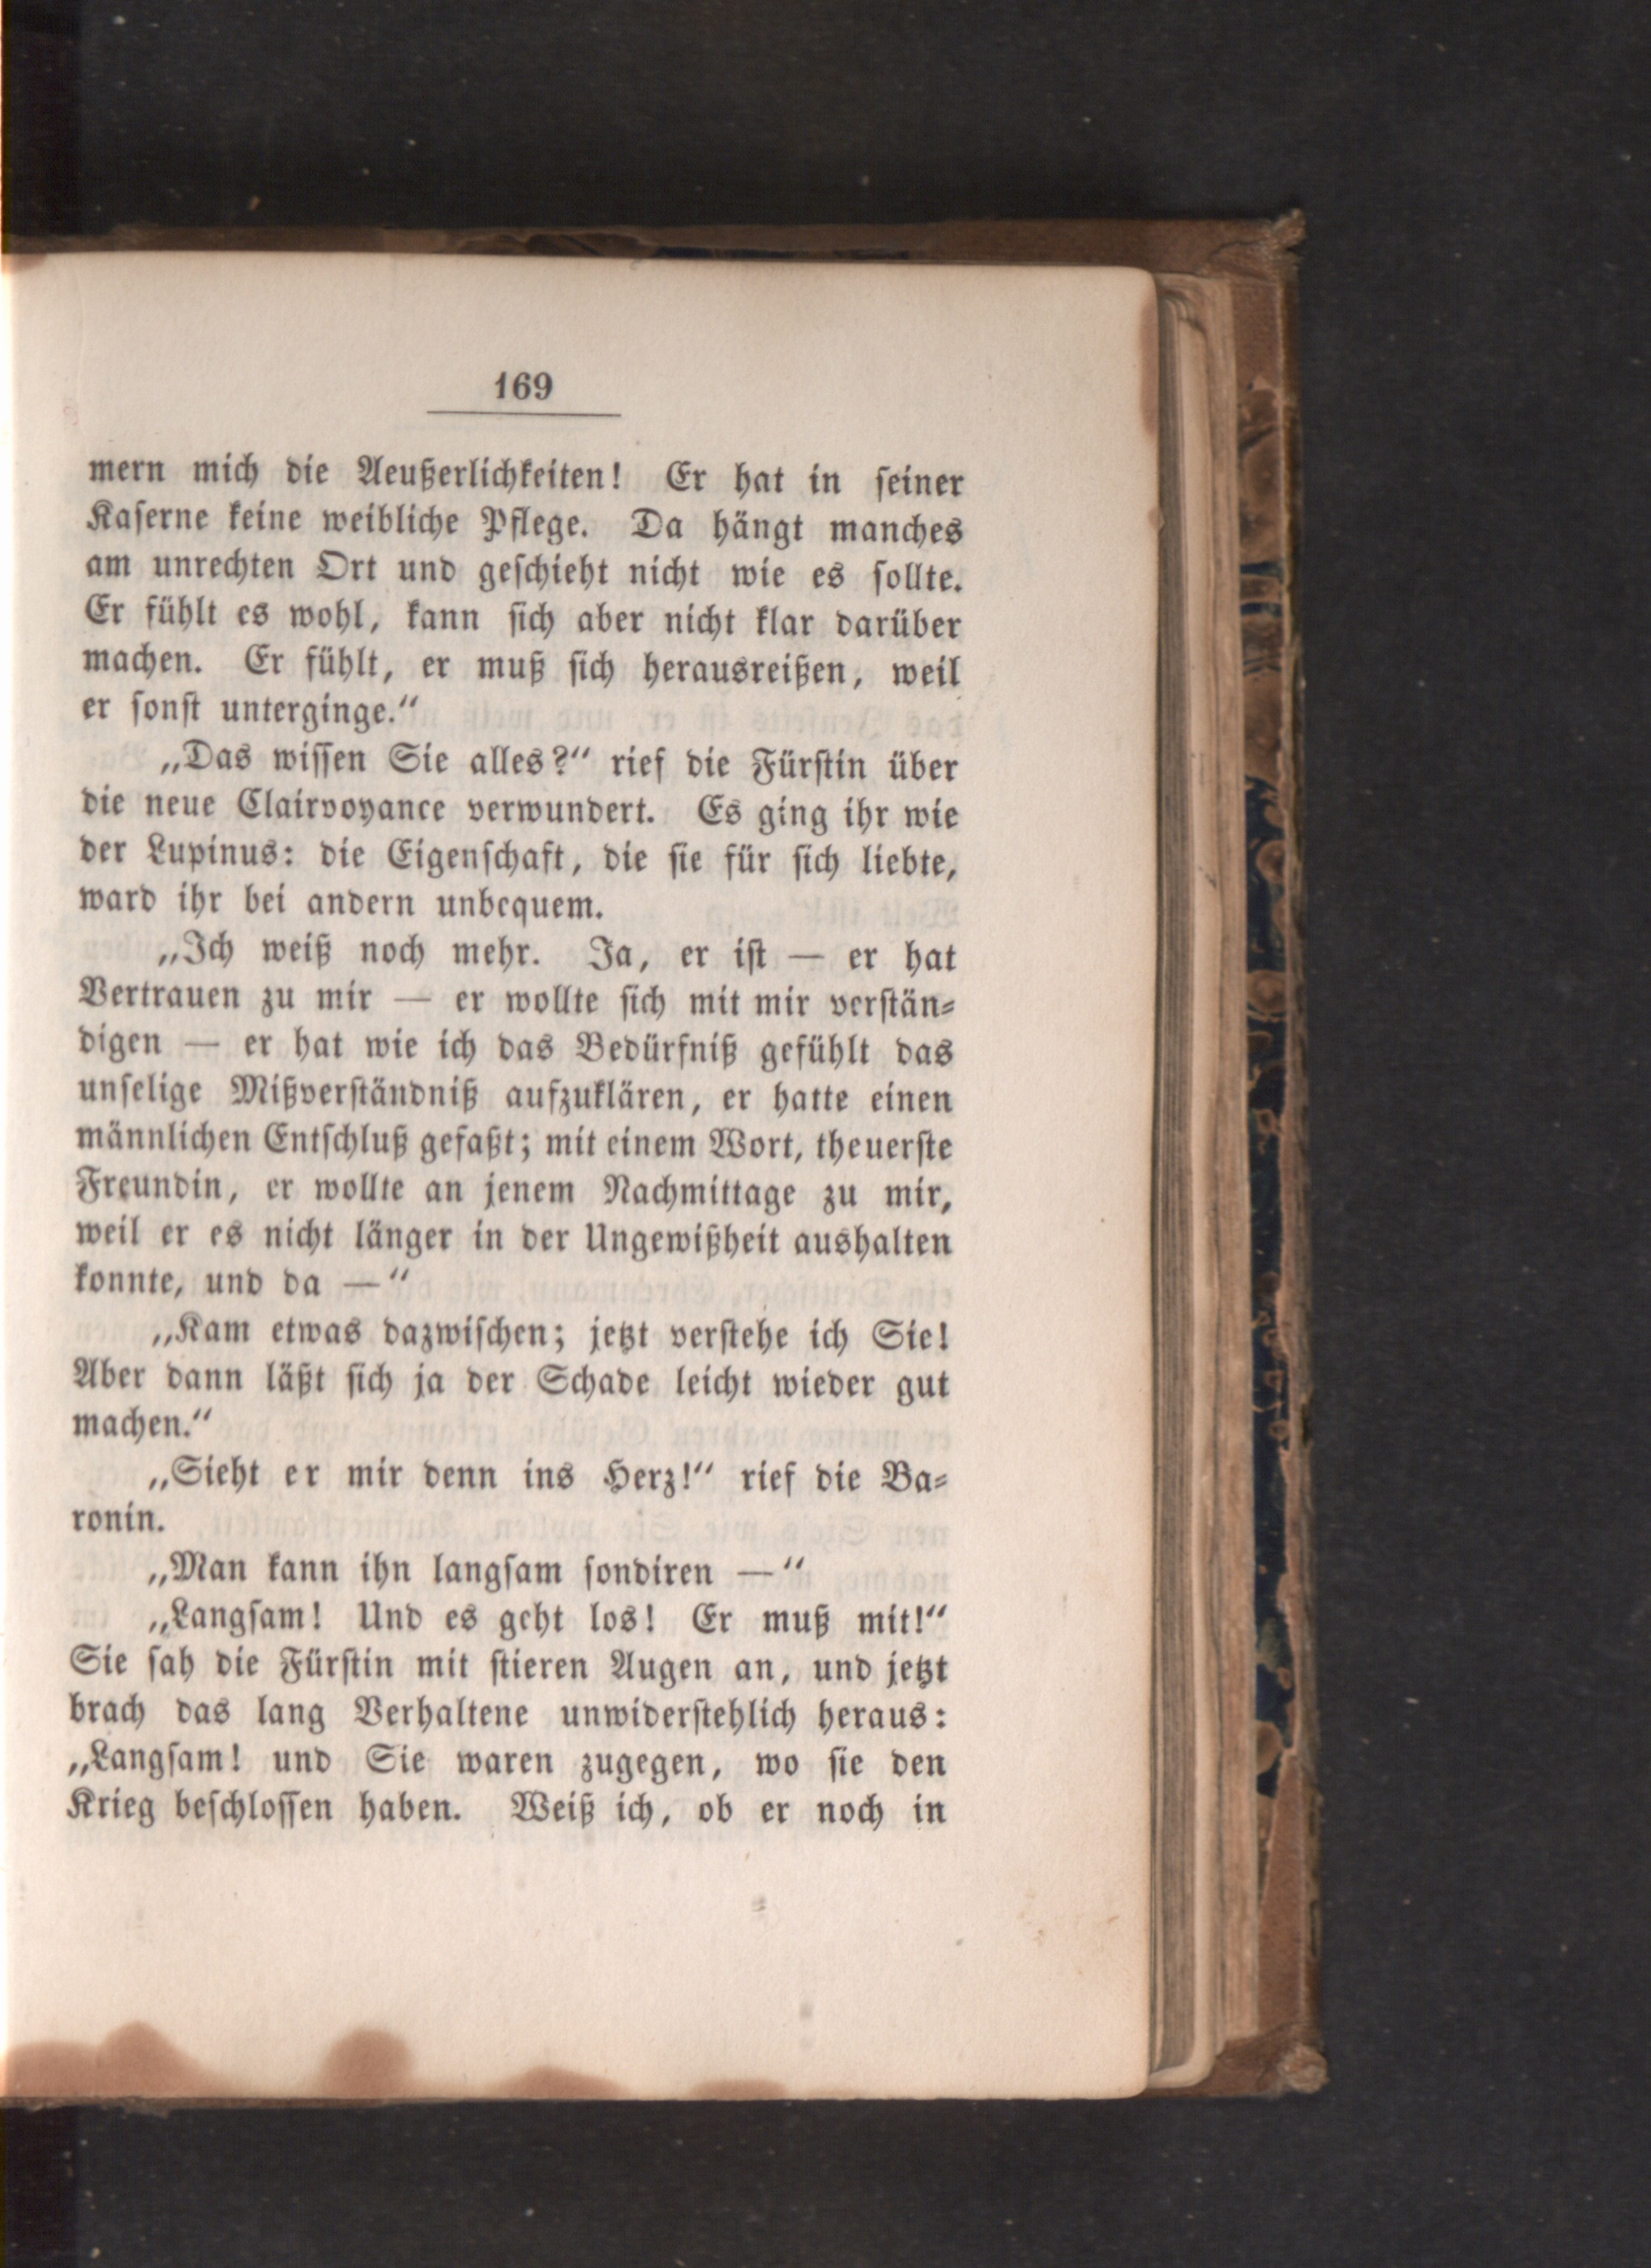 169
mern mich die Aeußerlichkeiten! Er hat in ſeiner
Kaſerne keine weibliche Pflege. Da hängt manches
am unrechten Ort und geſchieht nicht wie es ſollte.
Er fühlt es wohl, kann ſich aber nicht klar darüber
machen. Er fühlt, er muß ſich herausreißen, weil
er ſonſt unterginge.“
„Das wiſſen Sie alles?“ rief die Fürſtin über
die neue Clairvoyance verwundert. Es ging ihr wie
der Lupinus: die Eigenſchaft, die ſie für ſich liebte,
ward ihr bei andern unbequem.
„Ich weiß noch mehr. Ja, er iſt — er hat
Vertrauen zu mir — er wollte ſich mit mir verſtän⸗
digen — er hat wie ich das Bedürfniß gefühlt das
unſelige Mißverſtändniß aufzuklären, er hatte einen
männlichen Entſchluß gefaßt; mit einem Wort, theuerſte
Freundin, er wollte an jenem Nachmittage zu mir,
weil er es nicht länger in der Ungewißheit aushalten
konnte, und da —“
„Kam etwas dazwiſchen; jetzt verſtehe ich Sie!
Aber dann läßt ſich ja der Schade leicht wieder gut
machen.“
„Sieht er mir denn ins Herz!“ rief die Ba⸗
ronin.
„Man kann ihn langſam ſondiren —“
„Langſam! Und es geht los! Er muß mit!“
Sie ſah die Fürſtin mit ſtieren Augen an, und jetzt
brach das lang Verhaltene unwiderſtehlich heraus:
„Langſam! und Sie waren zugegen, wo ſie den
Krieg beſchloſſen haben. Weiß ich, ob er noch in